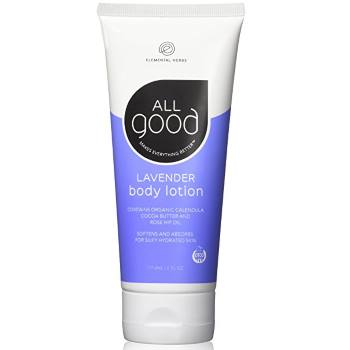 ELEMENTAL HERBS
ALL
good
MAKES EVERYTHING BETTER™
LAVENDER
body lotion
CONTAINS ORGANIC CALENDULA,
COCOA BUTTER AND
ROSE HIP OIL
SOFTENS AND ABSORBS
FOR SILKY HYDRATED SKIN